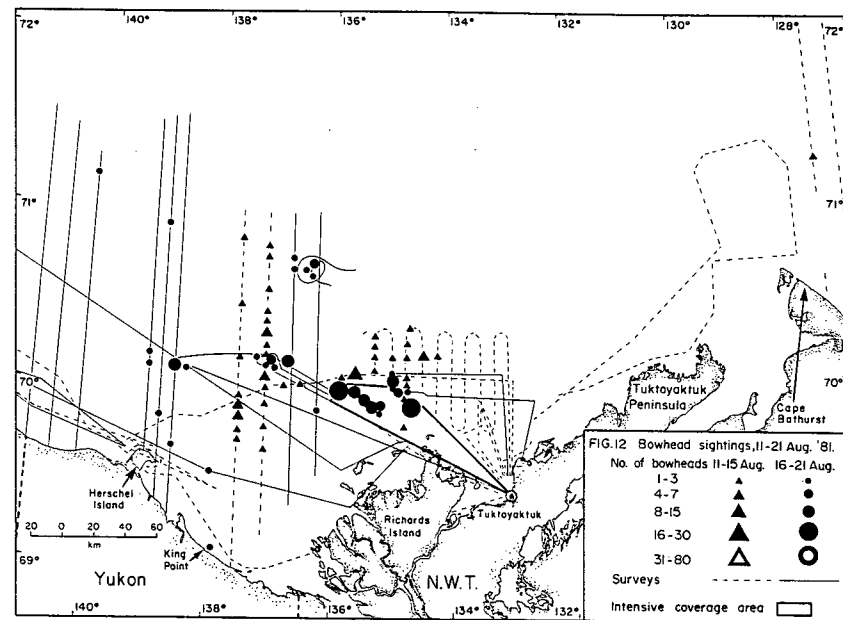 72°
140°
138°
136°
134°
132°
130°
128°
72°
71°
71°
70°
70°
69°
Herschel
Island
20 0 20 40 60
km
King
Point
Yukon
Richards
Island
N.W.T.
Tuktoyaktuk
Tuktoyaktuk
Peninsula
Cape
Bathurst
140°
138°
136°
134°
132°
FIG.12 Bowhead sightings, 11-21 Aug. '81.
No. of bowheads 11-15 Aug. 16-21 Aug.
1-3
4-7
8-15
16-30
31-80
Surveys
Intensive coverage area